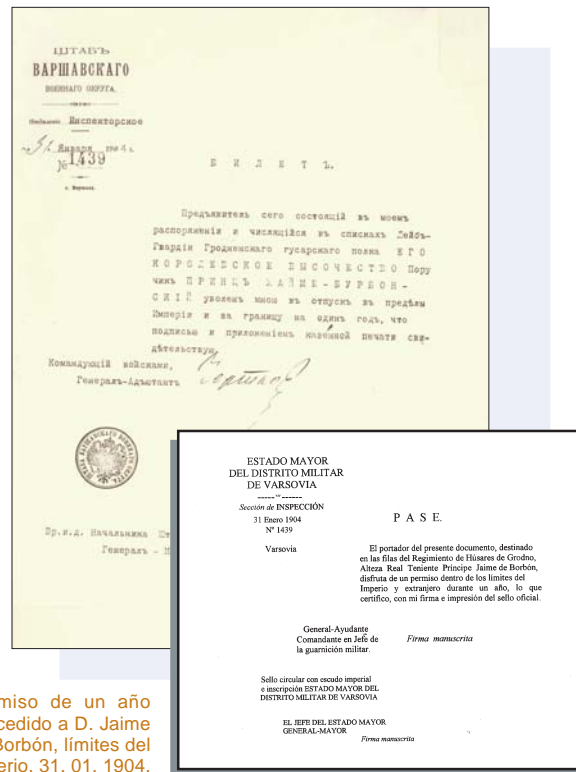 ШТАБЪ
ВАРШАВСКАГО
ВОЕННАГО ОКРУГА.
Инспекторское
31 Января 1904 г.
№ 1439
г. Варшава.
БИЛЕТЪ.
Предъявитель сего состоящій въ моемъ
распоряженіи и числящійся въ спискахъ Лейбъ-
Гвардіи Гродненскаго гусарскаго полка ЕГО
КОРОЛЕВСКОЕ ВЫСОЧЕСТВО Пору
чикъ ПРИНЦЪ ХАЙМЕ-БУРБОН-
СКІЙ уволенъ мною въ отпускъ въ предѣлы
Имперіи и за границу на одинъ годъ, что
подписью и приложеніемъ казенной печати сви-
дѣтельствую.
Командующій войсками,
Генералъ-Адъютантъ
Вр.и.д. Начальника
Генералъ - М
ESTADO MAYOR
DEL DISTRITO MILITAR
DE VARSOVIA
Sección de INSPECCIÓN
31 Enero 1904
Nº 1439
Varsovia
PASE.
El portador del presente documento, destinado
en las filas del Regimiento de Húsares de Grodno,
Alteza Real Teniente Príncipe Jaime de Borbón,
disfruta de un permiso dentro de los límites del
Imperio y extranjero durante un año, lo que
certifico, con mi firma e impresión del sello oficial.
General-Ayudante
Comandante en Jefe de
la guarnición militar.
Firma manuscrita
Sello circular con escudo imperial
e inscripción ESTADO MAYOR DEL
DISTRITO MILITAR DE VARSOVIA
EL JEFE DEL ESTADO MAYOR
GENERAL-MAYOR
Firma manuscrita
miso de un año
cedido a D. Jaime
Borbón, límites del
erio. 31. 01. 1904.